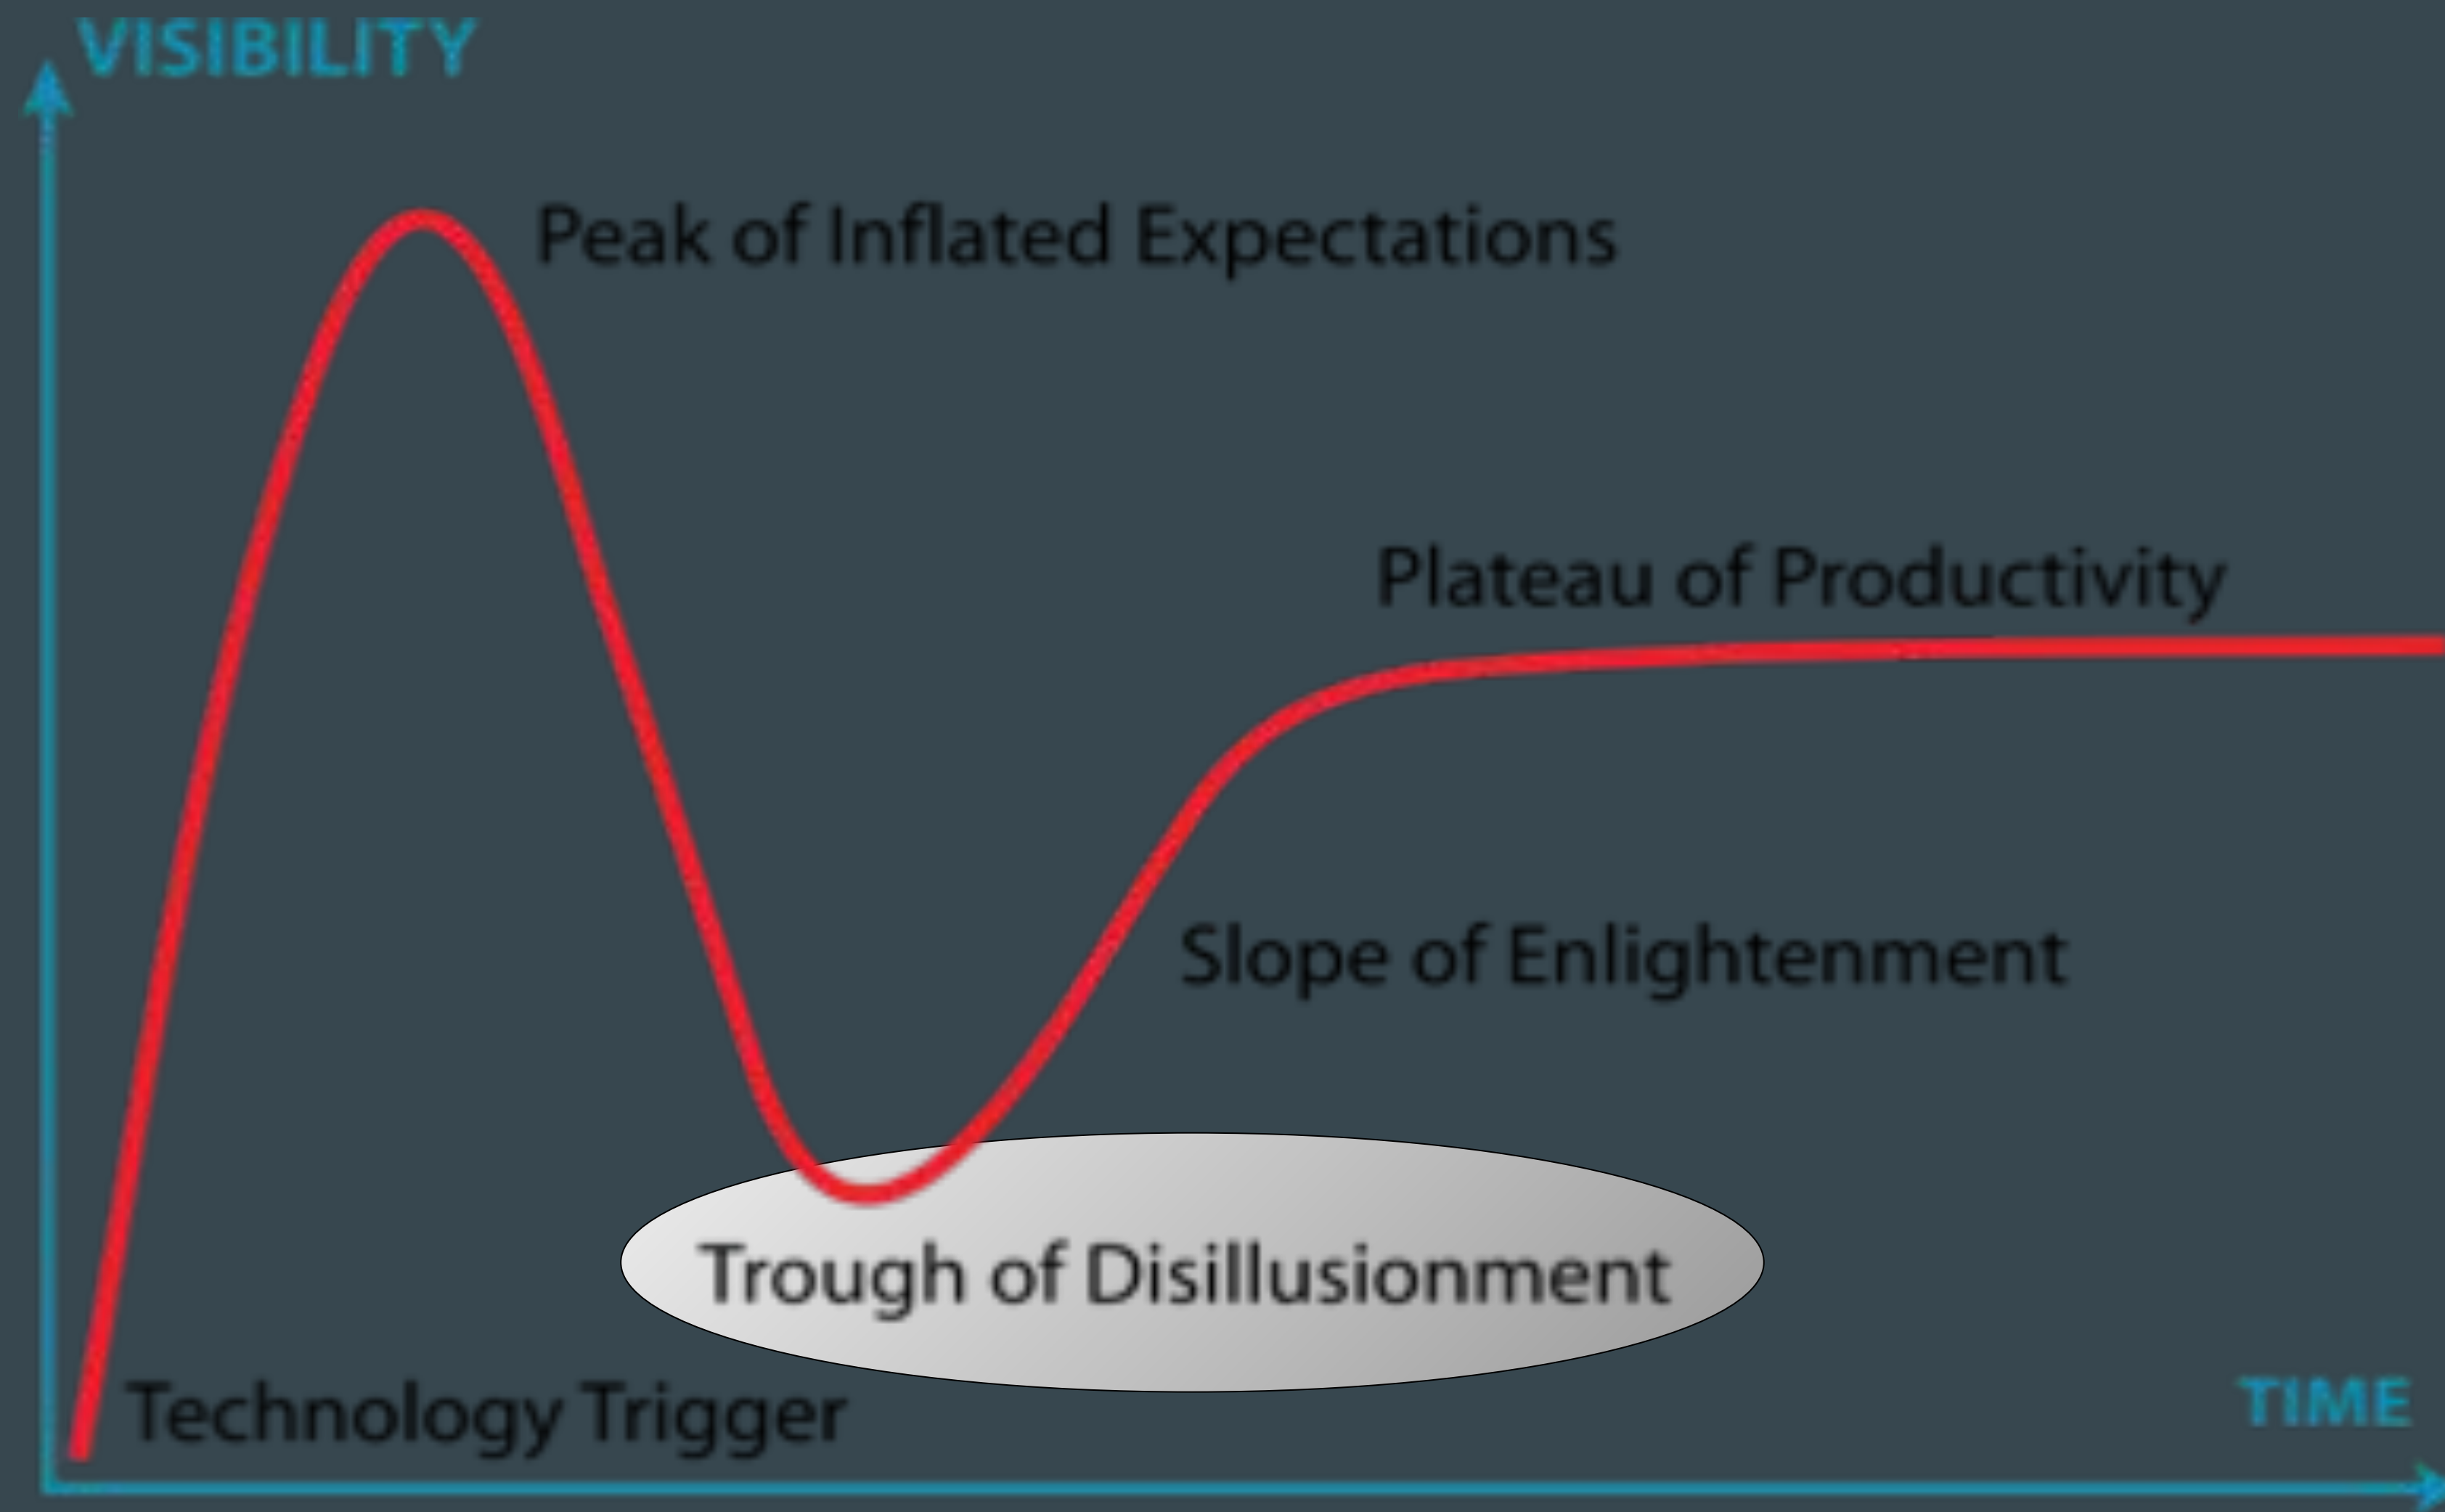 VISIBILITY
Peak of Inflated Expectations
Plateau of Productivity
Slope of Enlightenment
Trough of Disillusionment
Technology Trigger
TIME